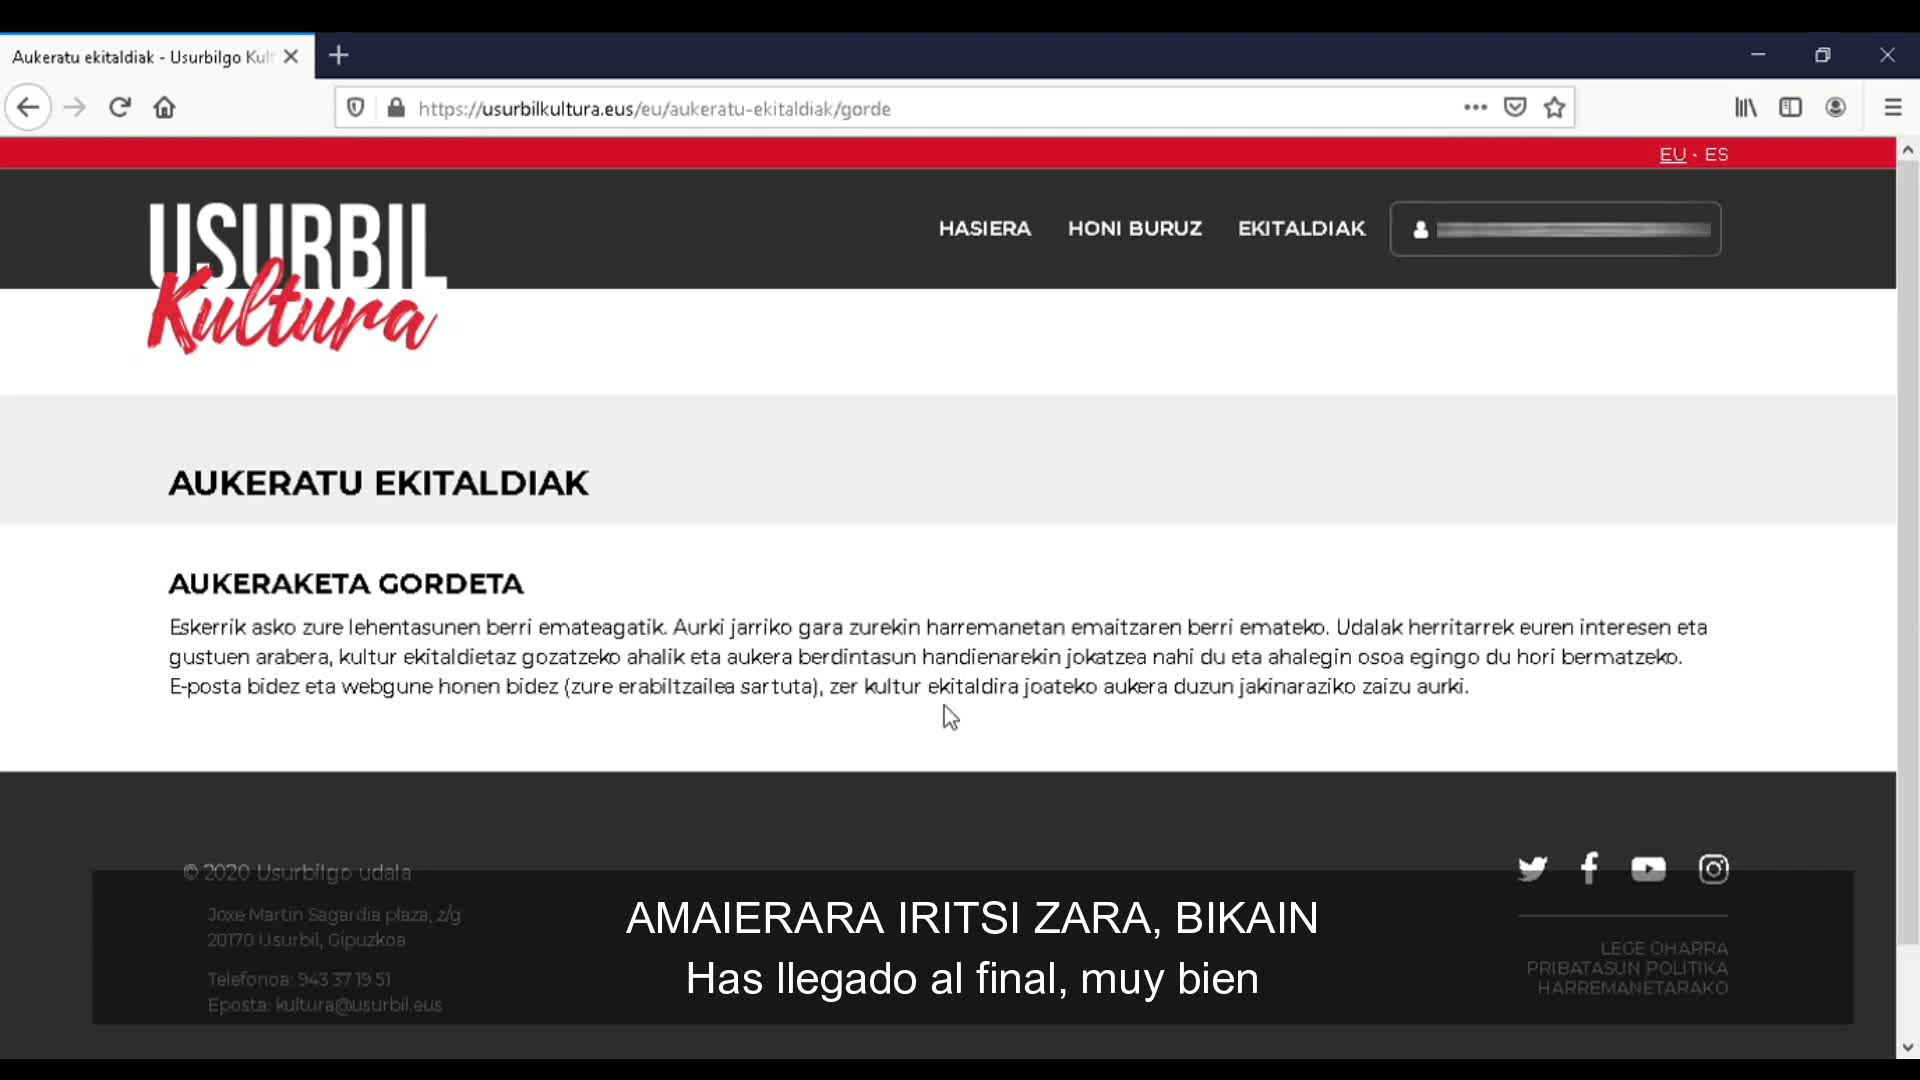 Aukeratu ekitaldiak - Usurbilgo Kult
https://usurbilkultura.eus/eu/aukeratu-ekitaldiak/gorde
EU · ES
USURBIL
Kultura
HASIERA HONI BURUZ EKITALDIAK
AUKERATU EKITALDIAK
AUKERAKETA GORDETA
Eskerrik asko zure lehentasunen berri emateagatik. Aurki jarriko gara zurekin harremanetan emaitzaren berri emateko. Udalak herritarrek euren interesen eta
gustuen arabera, kultur ekitaldietaz gozatzeko ahalik eta aukera berdintasun handienarekin jokatzea nahi du eta ahalegin osoa egingo du hori bermatzeko.
E-posta bidez eta webgune honen bidez (zure erabiltzailea sartuta), zer kultur ekitaldira joateko aukera duzun jakinaraziko zaizu aurki.
© 2020 Usurbilgo udala
Joxe Martin Sagardia plaza, z/g
20170 Usurbil, Gipuzkoa
Telefonoa: 943 37 19 51
Eposta: kultura@usurbil.eus
LEGE OHARRA
PRIBATASUN POLITIKA
HARREMANETARAKO
AMAIERARA IRITSI ZARA, BIKAIN
Has llegado al final, muy bien